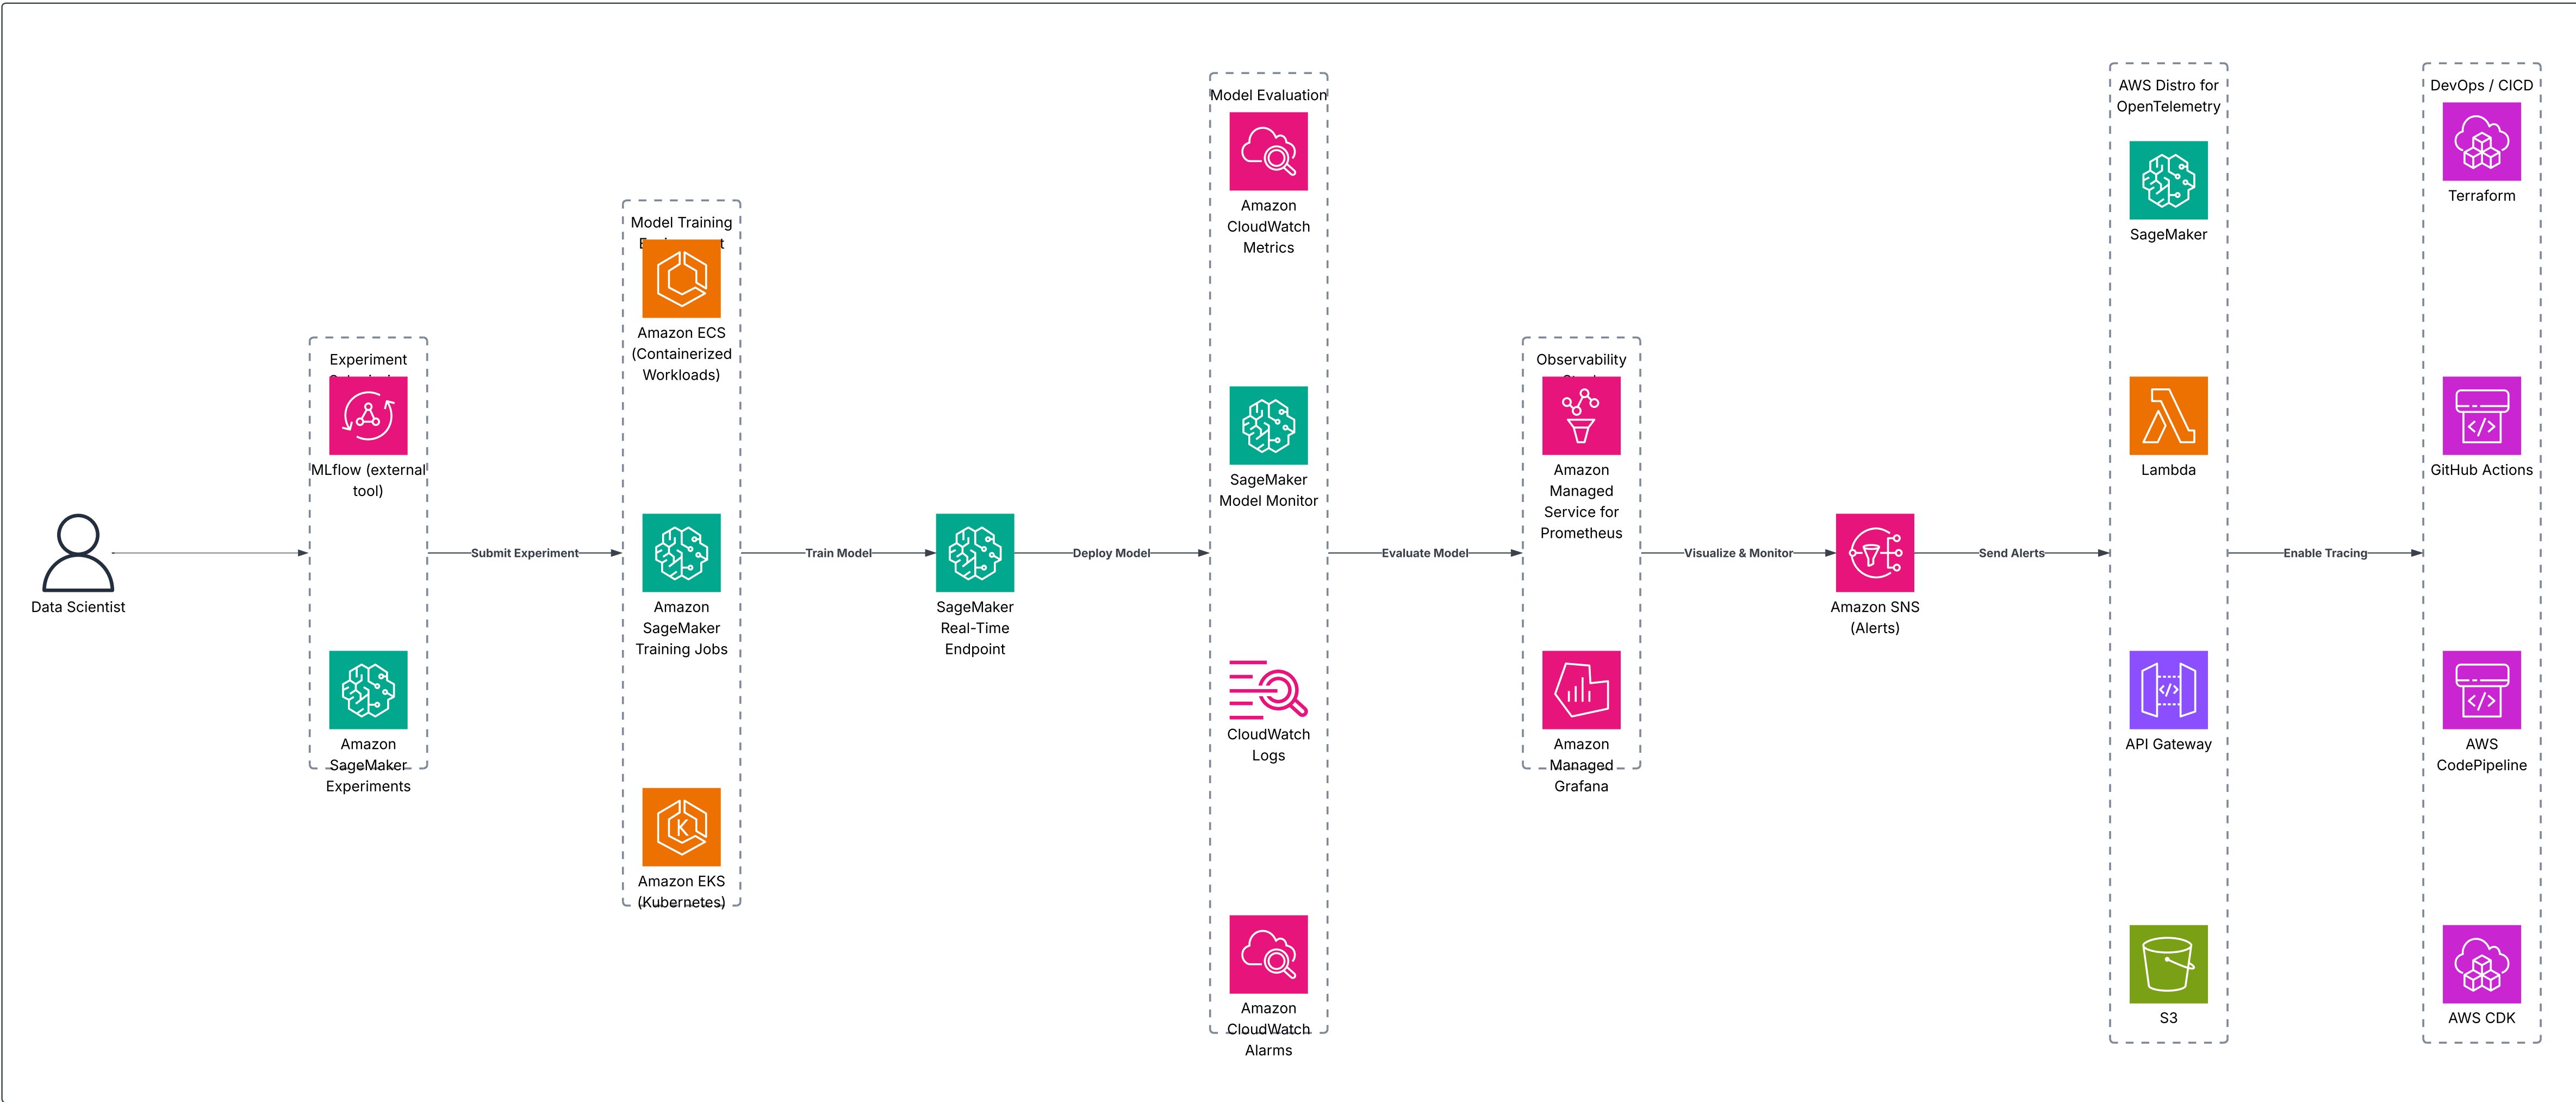 Data Scientist
Experiment
MLflow (external
tool)
Amazon
SageMaker
Experiments
Submit Experiment
Model Training
Amazon ECS
(Containerized
Workloads)
Amazon
SageMaker
Training Jobs
Amazon EKS
(Kubernetes)
Train Model
SageMaker
Real-Time
Endpoint
Deploy Model
Model Evaluation
Amazon
CloudWatch
Metrics
SageMaker
Model Monitor
CloudWatch
Logs
Amazon
CloudWatch
Alarms
Evaluate Model
Observability
Amazon
Managed
Service for
Prometheus
Amazon
Managed
Grafana
Visualize & Monitor
Amazon SNS
(Alerts)
Send Alerts
AWS Distro for
OpenTelemetry
SageMaker
Lambda
API Gateway
S3
Enable Tracing
DevOps / CICD
Terraform
GitHub Actions
AWS
CodePipeline
AWS CDK